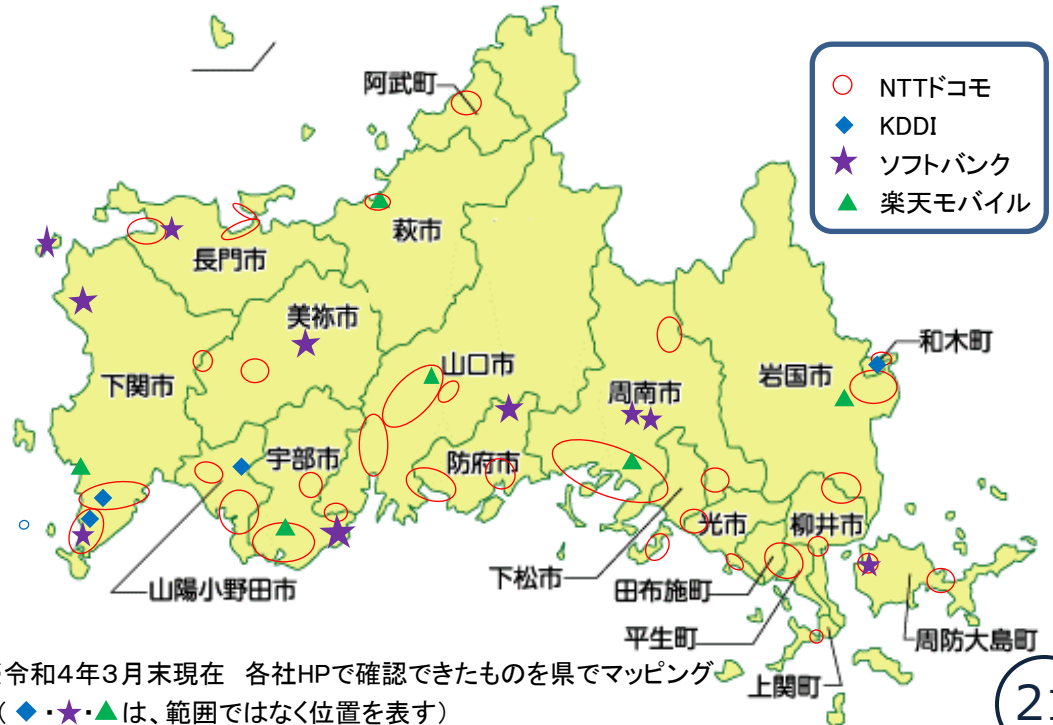 阿武町
NTTドコモ
KDDI
ソフトバンク
楽天モバイル
萩市
長門市
美祢市
和木町
山口市
岩国市
下関市
周南市
宇部市
防府市
光市
柳井市
下松市
山陽小野田市
田布施町
平生町
周防大島町
上関町
令和4年3月末現在 各社HPで確認できたものを県でマッピング
(◆・★・▲は、範囲ではなく位置を表す)